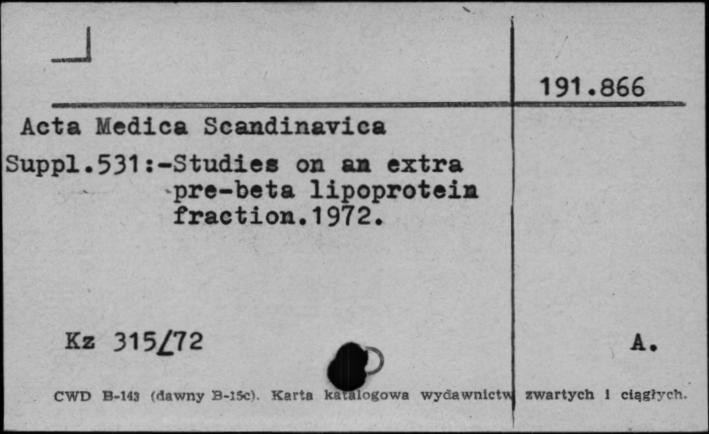 191.866
Acta Medica Scandinavica
Suppl.531:-Studies on an extra
pre-beta lipoprotein
fraction.1972.
Kz 315/72
A.
CWD B-143 (dawny B-15c). Karta katalogowa wydawnictw zwartych i ciągłych.